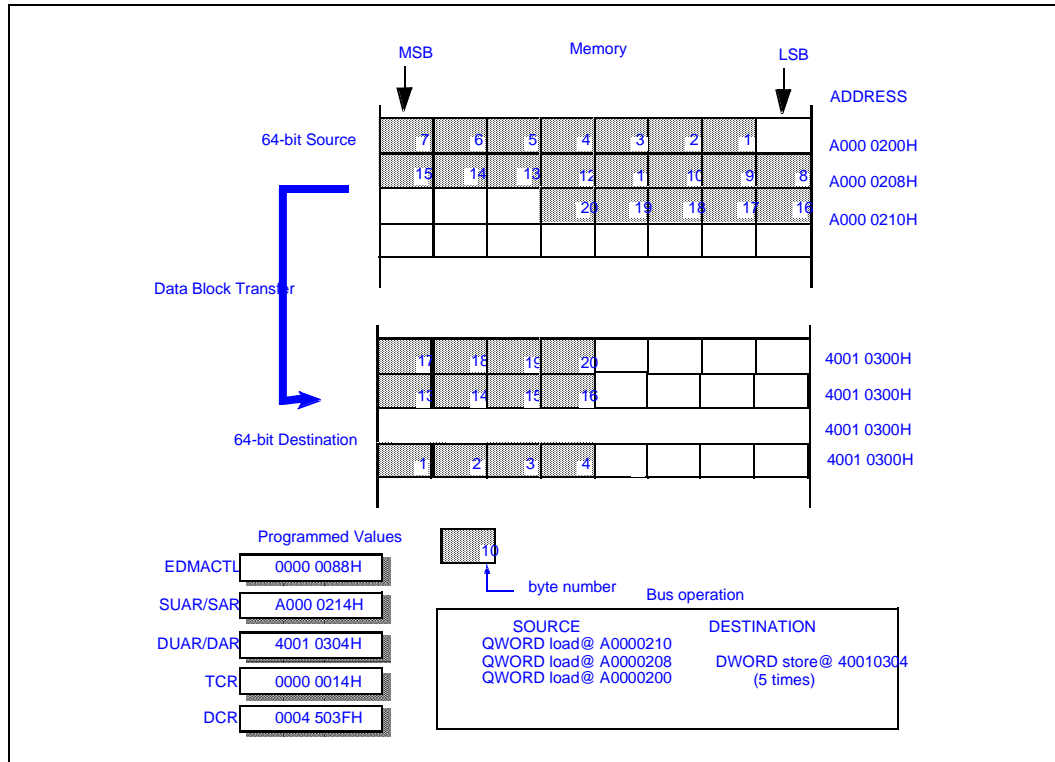 MSB Memory LSB
ADDRESS
64-bit Source 7 6 5 4 3 2 1 A000 0200H
15 14 13 12 1 10 9 8 A000 0208H
20 19 18 17 16 A000 0210H
Data Block Transfer
17 18 19 20 4001 0300H
13 14 15 16 4001 0300H
4001 0300H
64-bit Destination
1 2 3 4 4001 0300H
Programmed Values
10
byte number
EDMACTL 0000 0088H
SUAR/SAR A000 0214H
DUAR/DAR 4001 0304H
TCR 0000 0014H
DCR 0004 503FH
Bus operation
SOURCE DESTINATION
QWORD load@ A0000210
QWORD load@ A0000208 DWORD store@ 40010304
QWORD load@ A0000200 (5 times)